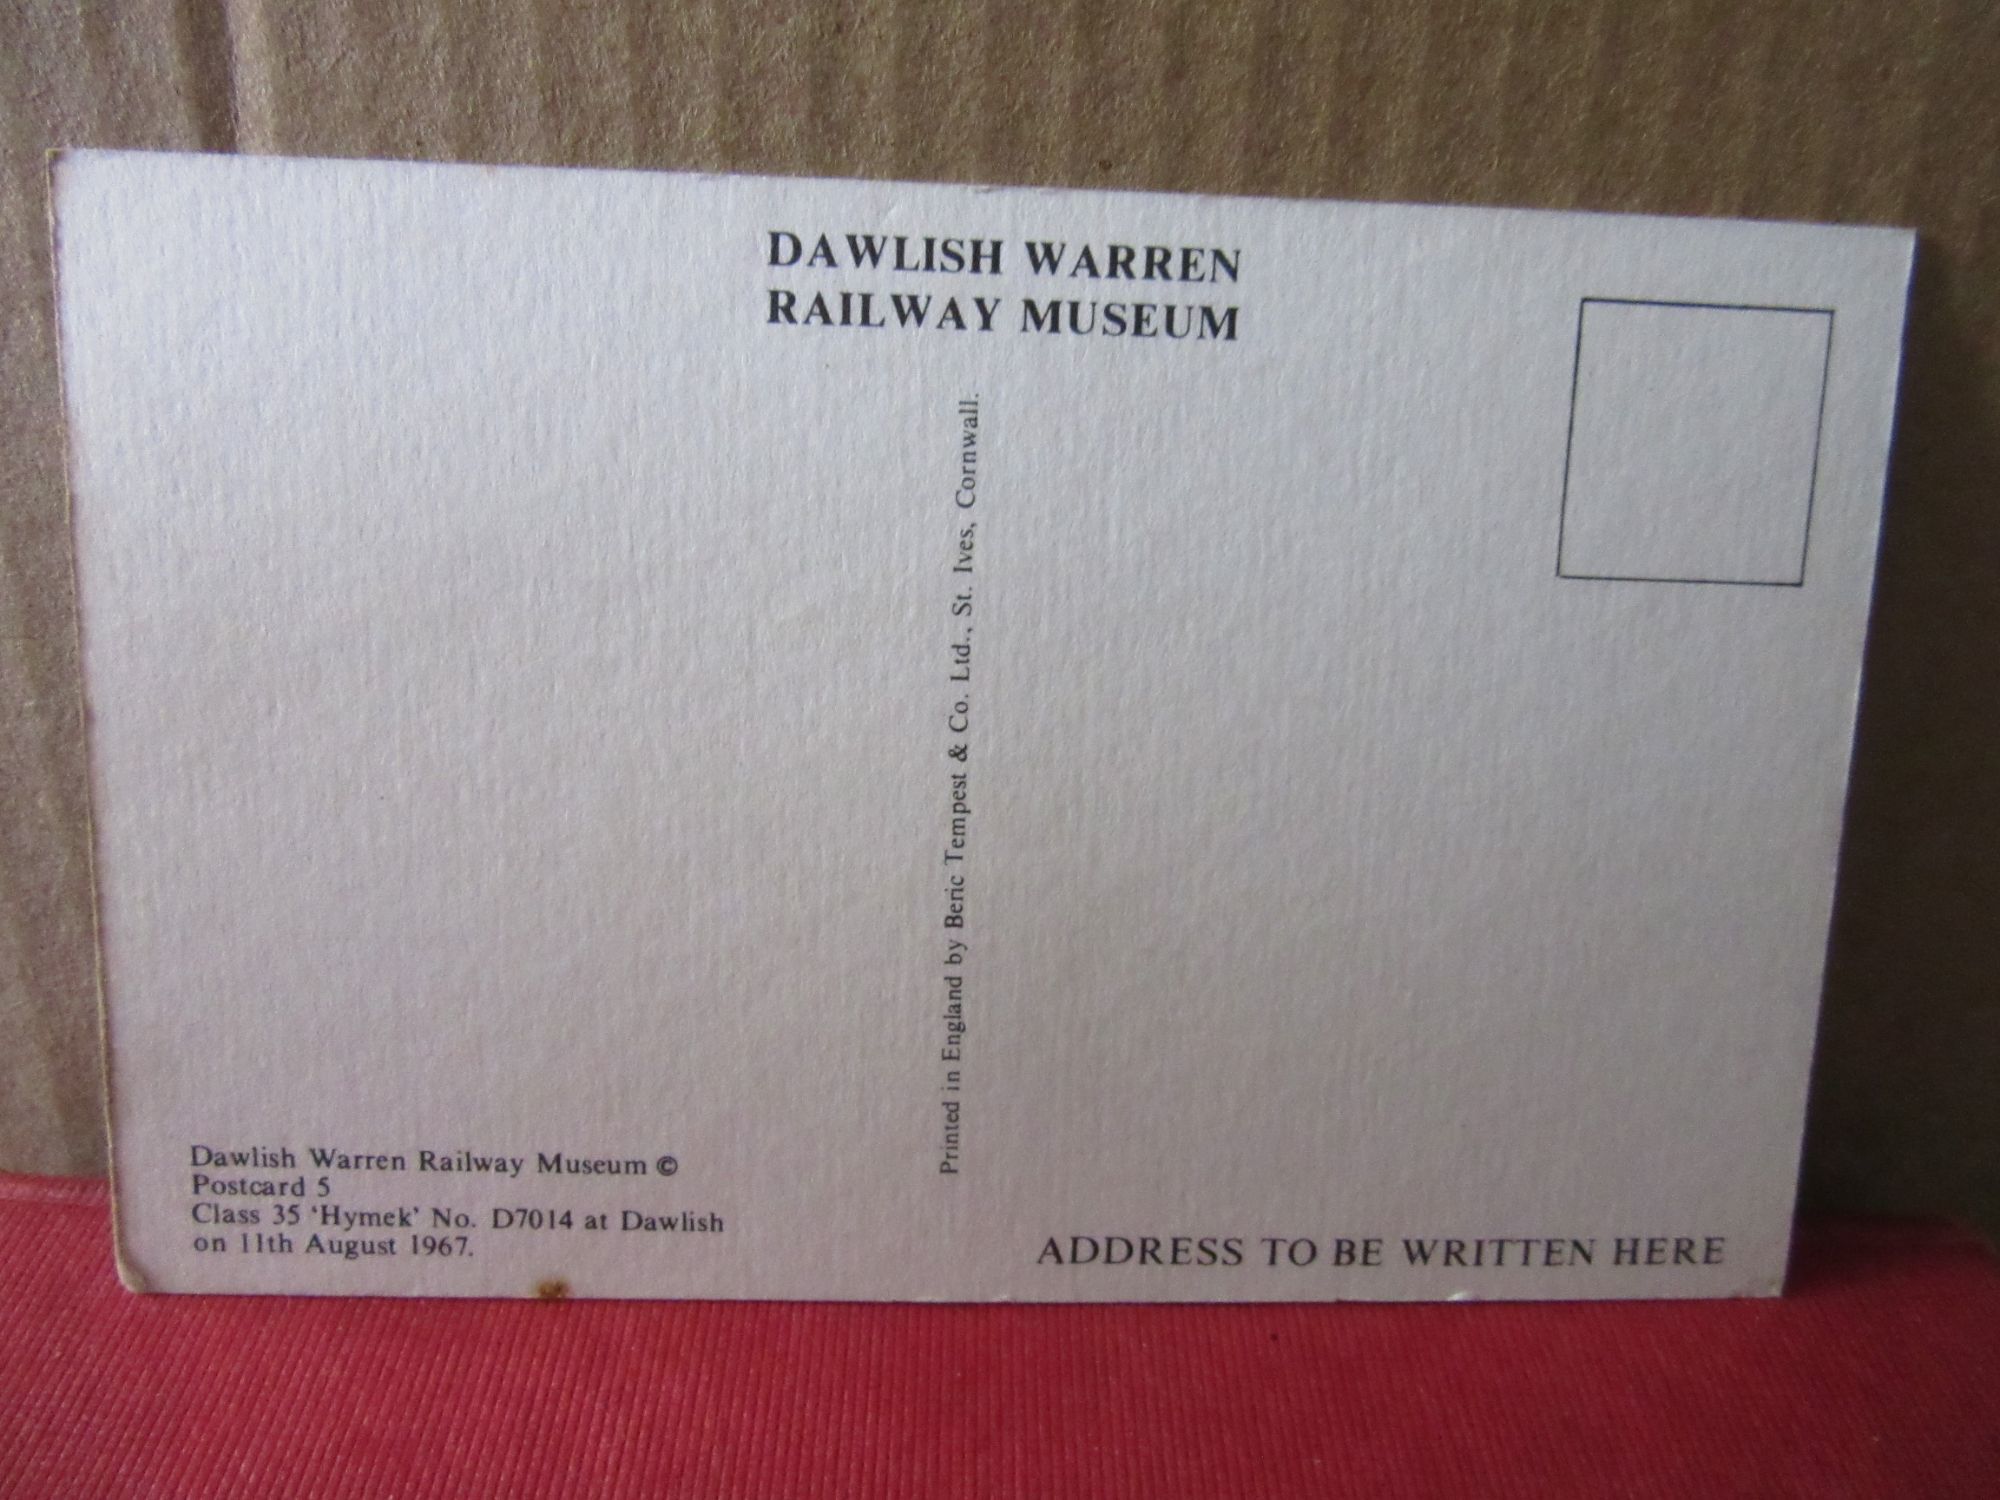 DAWLISH WARREN
RAILWAY MUSEUM
Printed in England by Beric Tempest & Co. Ltd., St. Ives, Cornwall.
Dawlish Warren Railway Museum ©
Postcard 5
Class 35 ‘Hymek’ No. D7014 at Dawlish
on 11th August 1967.
ADDRESS TO BE WRITTEN HERE